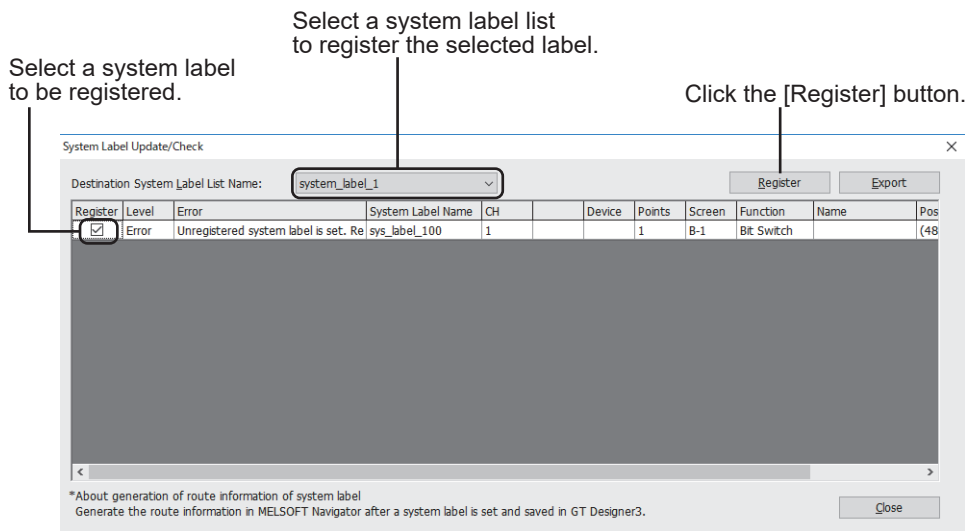 Select a system label list
to register the selected label.
Select a system label
to be registered.
Click the [Register] button.
System Label Update/Check
Destination System Label List Name: system_label_1 Register Export
Register Level Error System Label Name CH Device Points Screen Function Name Pos
Error Unregistered system label is set. Re sys_label_100 1 1 B-1 Bit Switch (48
*About generation of route information of system label
Generate the route information in MELSOFT Navigator after a system label is set and saved in GT Designer3.
Close